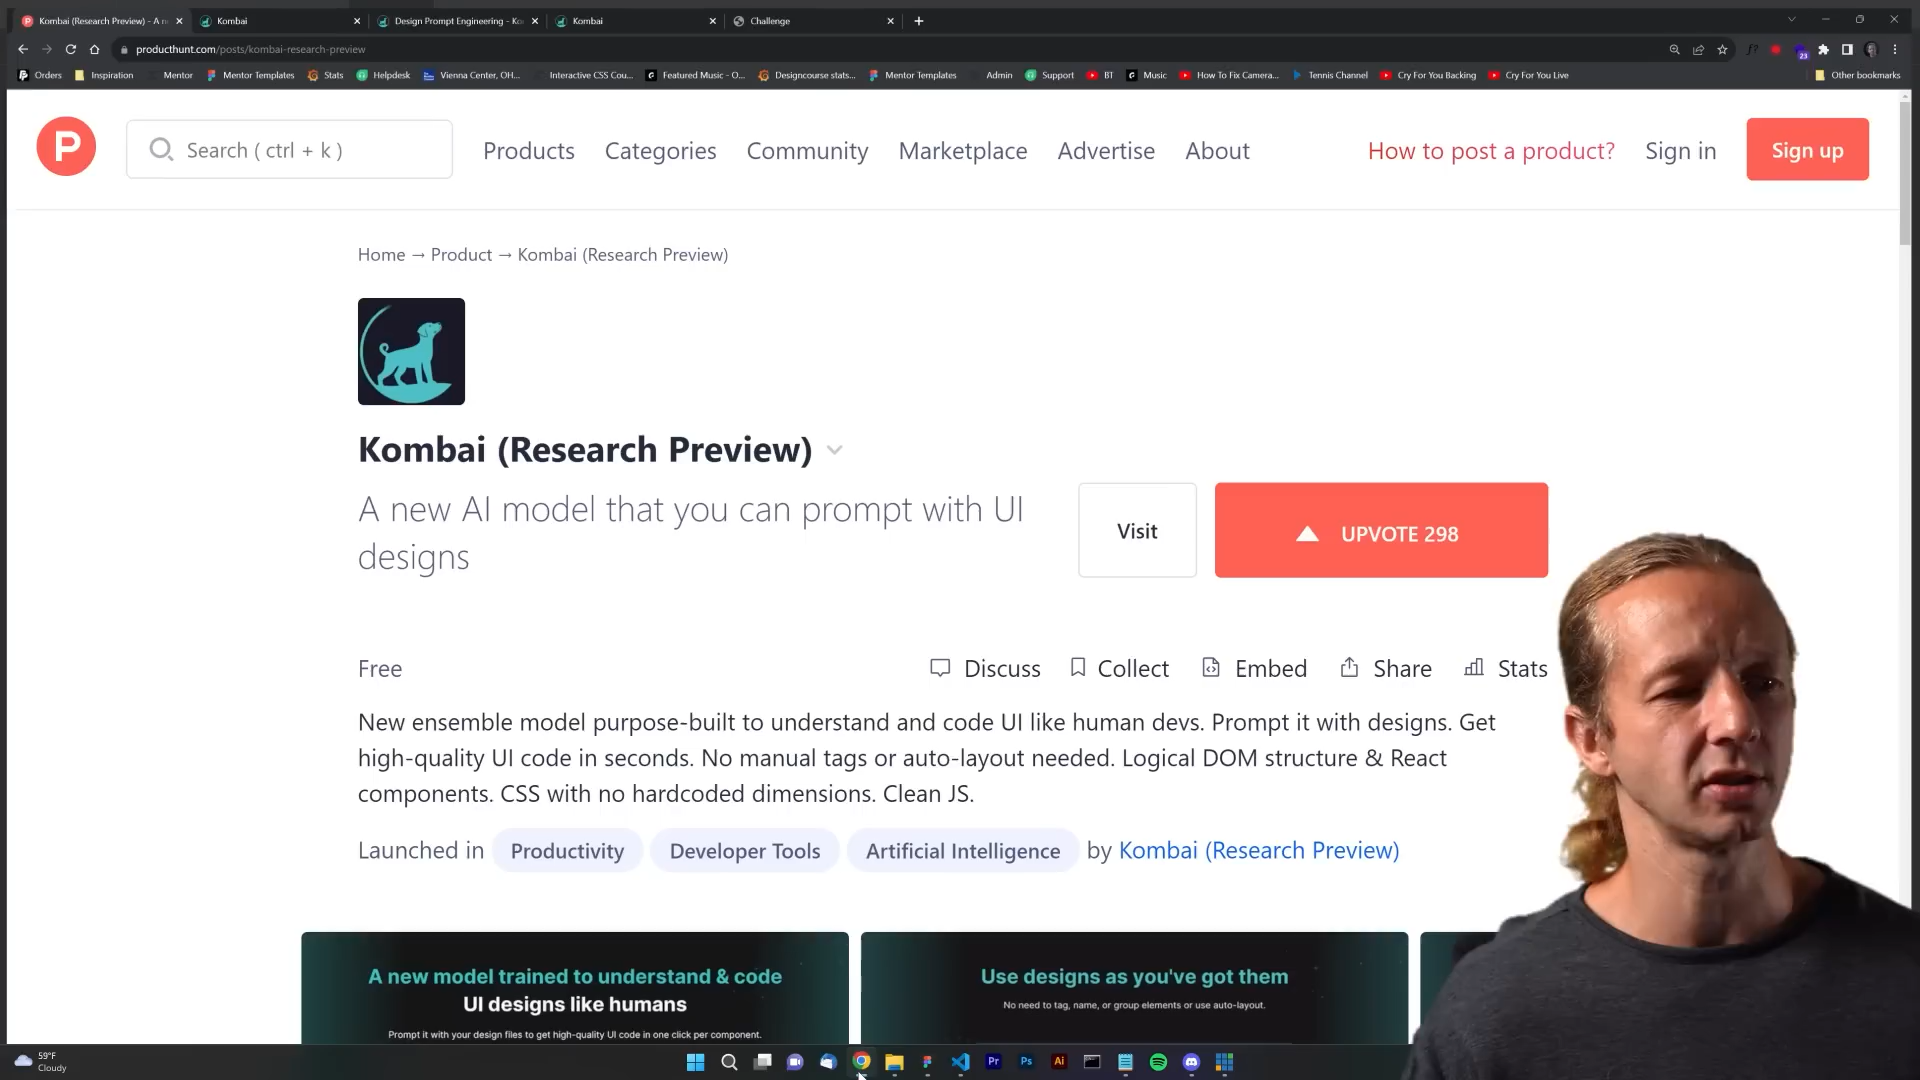 Kombai (Research Preview) - A n
Kombai
Design Prompt Engineering - Ko
Kombai
Challenge
producthunt.com/posts/kombai-research-preview
Orders
Inspiration
Mentor
Mentor Templates
Stats
Helpdesk
Vienna Center, OH...
Interactive CSS Cou...
Featured Music - O...
Designcourse stats...
Mentor Templates
Admin
Support
BT
Music
How To Fix Camera...
Tennis Channel
Cry For You Backing
Cry For You Live
Other bookmarks
P
Search ( ctrl + k )
Products
Categories
Community
Marketplace
Advertise
About
How to post a product?
Sign in
Sign up
Home → Product → Kombai (Research Preview)
Kombai (Research Preview)
A new AI model that you can prompt with UI
designs
Visit
UPVOTE 298
Free
Discuss
Collect
Embed
Share
Stats
New ensemble model purpose-built to understand and code UI like human devs. Prompt it with designs. Get
high-quality UI code in seconds. No manual tags or auto-layout needed. Logical DOM structure & React
components. CSS with no hardcoded dimensions. Clean JS.
Launched in Productivity Developer Tools Artificial Intelligence by Kombai (Research Preview)
A new model trained to understand & code
UI designs like humans
Prompt it with your design files to get high-quality UI code in one click per component.
Use designs as you've got them
No need to tag, name, or group elements or use auto-layout.
59°F
Cloudy
Pr
Ps
Ai